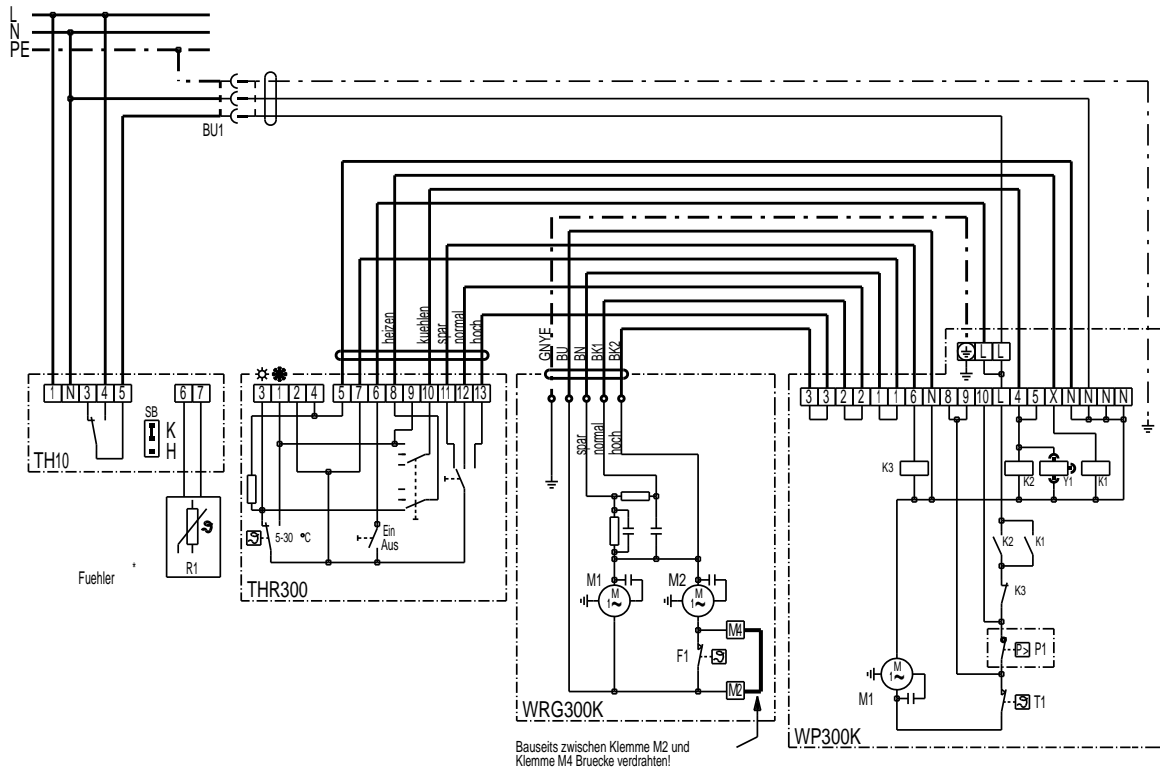 L
N
PE
BU1
heizen
kuehlen
spar
normal
hoch
GNYE
BU
BN
BK1
BK2
L L
1 N 3 4 5
6 7
SB
K
H
TH10
3 1 2 4
5 7 6 8 9 10 11 12 13
3 3 2 2 1 1 6 N 8 9 10 L 4 5 X N N N N
spar
normal
hoch
K3
K2
Y1
K1
5-30 °C
Ein
Aus
R1
Fuehler *
THR300
M1
M
1~
M2
M
1~
M4
F1
M2
WRG300K
K2
K1
K3
P>
P1
M
1~
M1
T1
WP300K
Bauseits zwischen Klemme M2 und
Klemme M4 Bruecke verdrahten!